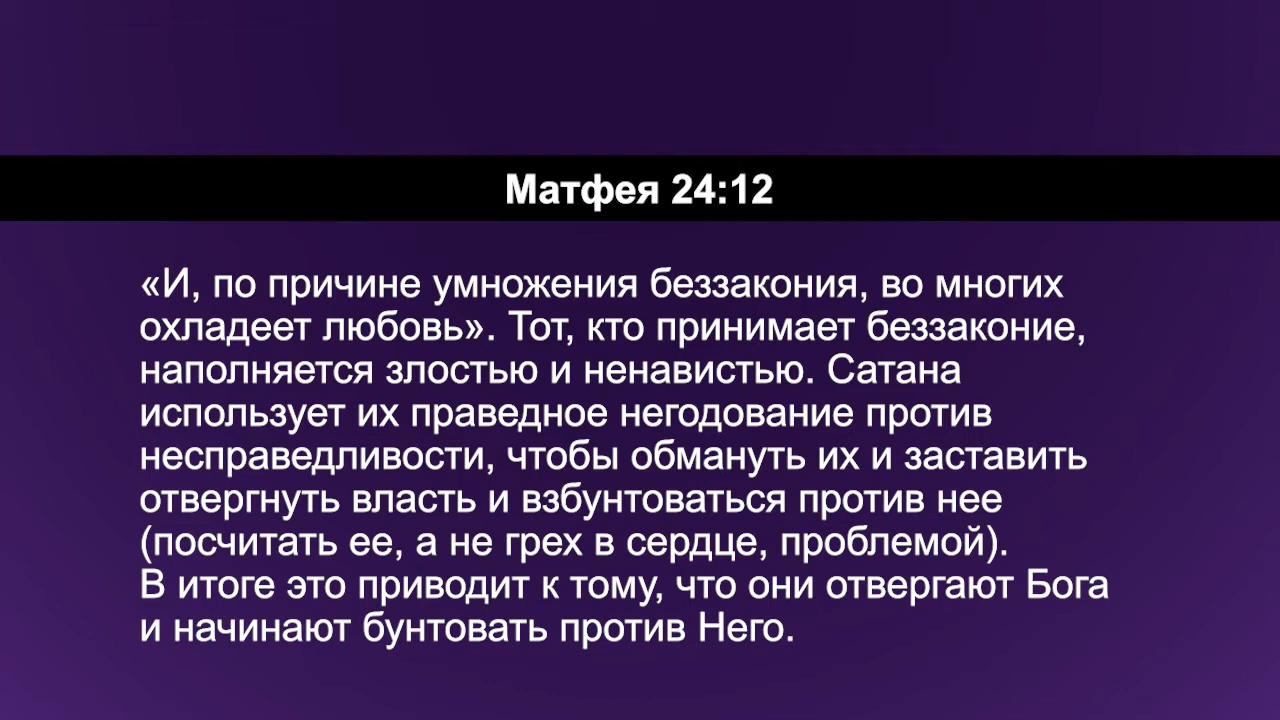 Матфея 24:12
«И, по причине умножения беззакония, во многих
охладеет любовь». Тот, кто принимает беззаконие,
наполняется злостью и ненавистью. Сатана
использует их праведное негодование против
несправедливости, чтобы обмануть их и заставить
отвергнуть власть и взбунтоваться против нее
(посчитать ее, а не грех в сердце, проблемой).
В итоге это приводит к тому, что они отвергают Бога
и начинают бунтовать против Него.